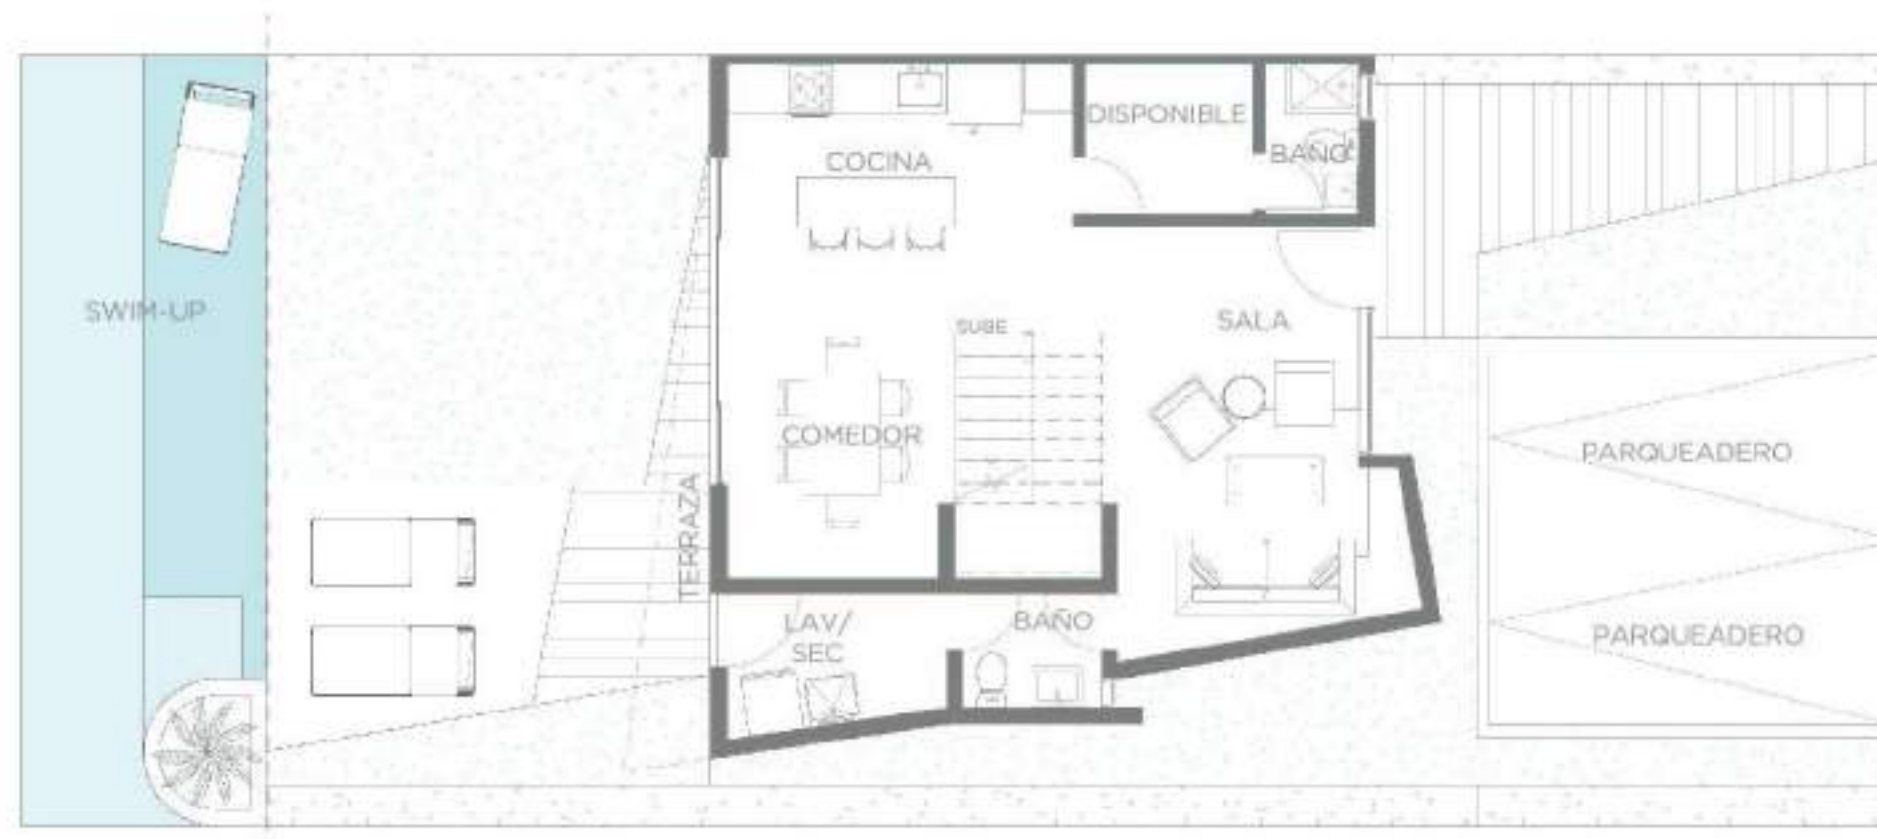 DISPONIBLE
COCINA
BAÑO
SWIM-UP
SUBE
SALA
COMEDOR
PARQUEADERO
TERRAZA
LAV/
SEC
BAÑO
PARQUEADERO